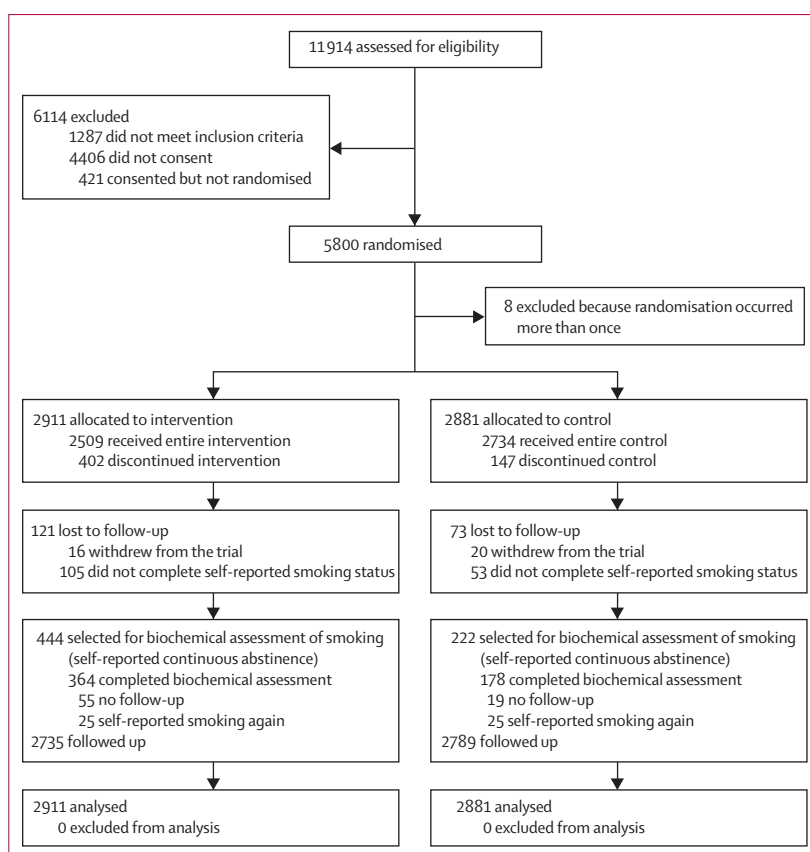 11 914 assessed for eligibility
6114 excluded
1287 did not meet inclusion criteria
4406 did not consent
421 consented but not randomised
5800 randomised
8 excluded because randomisation occurred
more than once
2911 allocated to intervention
2509 received entire intervention
402 discontinued intervention
2881 allocated to control
2734 received entire control
147 discontinued control
121 lost to follow-up
16 withdrew from the trial
105 did not complete self-reported smoking status
73 lost to follow-up
20 withdrew from the trial
53 did not complete self-reported smoking status
444 selected for biochemical assessment of smoking
(self-reported continuous abstinence)
364 completed biochemical assessment
55 no follow-up
25 self-reported smoking again
2735 followed up
222 selected for biochemical assessment of smoking
(self-reported continuous abstinence)
178 completed biochemical assessment
19 no follow-up
25 self-reported smoking again
2789 followed up
2911 analysed
0 excluded from analysis
2881 analysed
0 excluded from analysis